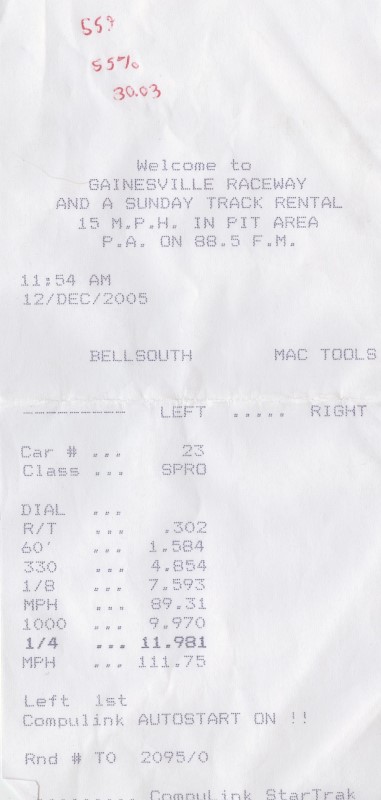 55?
55%
30.03
Welcome to
GAINESVILLE RACEWAY
AND A SUNDAY TRACK RENTAL
15 M.P.H. IN PIT AREA
P.A. ON 88.5 F.M.
11:54 AM
12/DEC/2005
BELLSOUTH MAC TOOLS
---------- LEFT ..... RIGHT
Car # ... 23
Class ... SPRO
DIAL ...
R/T ... .302
60' ... 1.584
330 ... 4.854
1/8 ... 7.593
MPH ... 89.31
1000 ... 9.970
1/4 ... 11.981
MPH ... 111.75
Left 1st
Compulink AUTOSTART ON !!
Rnd # TO 2095/0
......... CompuLink StarTrak